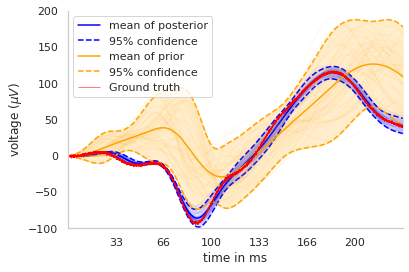 200
150
100
50
0
−50
−100
voltage (μV)
mean of posterior
95% confidence
mean of prior
95% confidence
Ground truth
33 66 100 133 166 200
time in ms